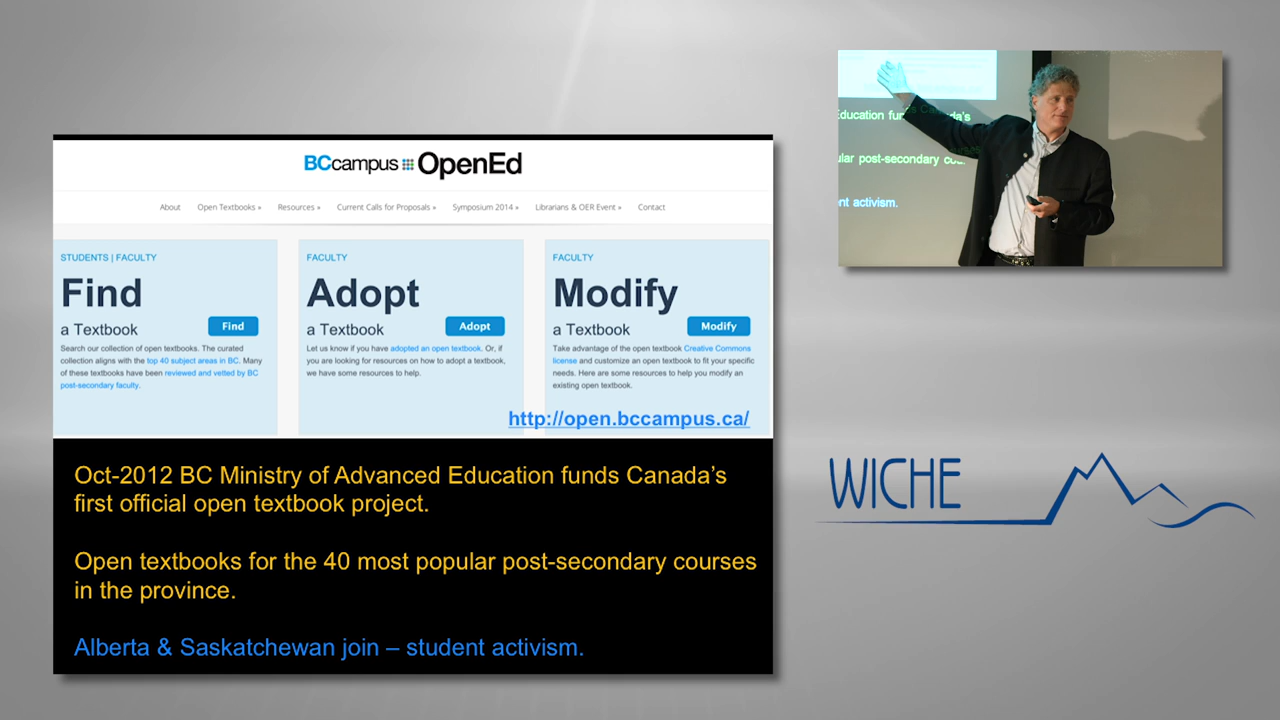 BCcampus OpenEd
About Open Textbooks » Resources » Current Calls for Proposals » Symposium 2014 » Librarians & OER Event » Contact
STUDENTS | FACULTY
Find
a Textbook
Find
Search our collection of open textbooks. The curated
collection aligns with the top 40 subject areas in BC. Many
of these textbooks have been reviewed and vetted by BC
post-secondary faculty.
FACULTY
Adopt
a Textbook
Adopt
Let us know if you have adopted an open textbook. Or, if
you are looking for resources on how to adopt a textbook,
we have some resources to help.
FACULTY
Modify
a Textbook
Modify
Take advantage of the open textbook Creative Commons
license and customize an open textbook to fit your specific
needs. Here are some resources to help you modify an
existing open textbook.
http://open.bccampus.ca/
Oct-2012 BC Ministry of Advanced Education funds Canada’s
first official open textbook project.
Open textbooks for the 40 most popular post-secondary courses
in the province.
Alberta & Saskatchewan join – student activism.
Education funds Canada's
post-secondary
activism.
WICHE